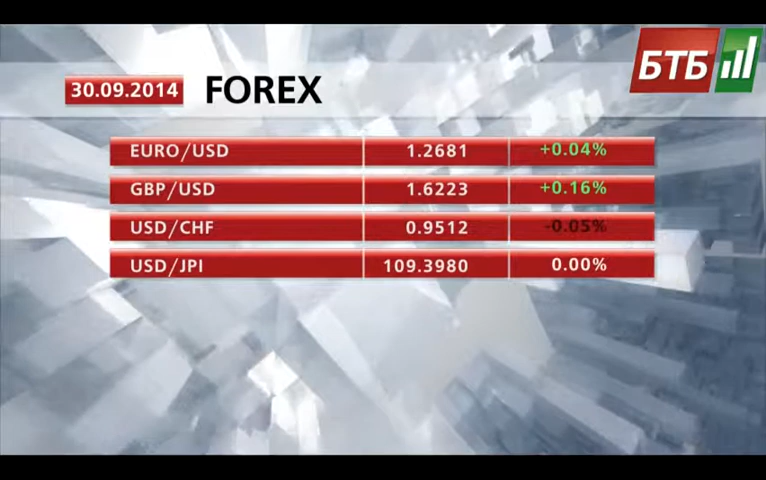 БТБ
30.09.2014 FOREX
EURO/USD 1.2681 +0.04%
GBP/USD 1.6223 +0.16%
USD/CHF 0.9512 -0.05%
USD/JPI 109.3980 0.00%